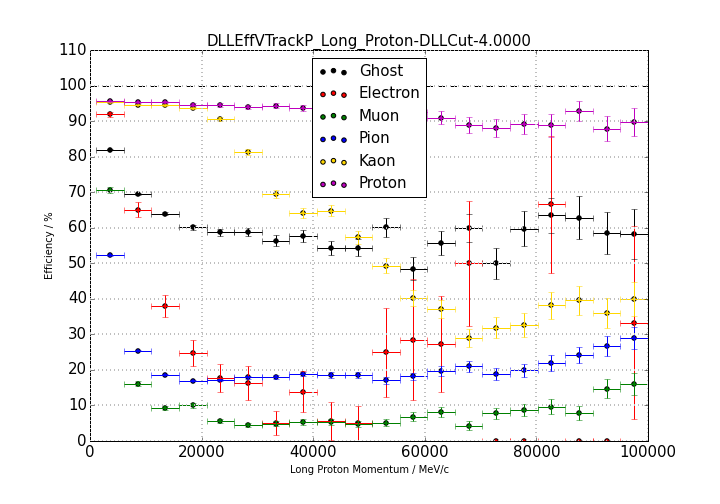 DLLEffVTrackP_Long_Proton-DLLCut-4.0000
110
100
90
80
70
60
50
40
30
20
10
0
Efficiency / %
Ghost
Electron
Muon
Pion
Kaon
Proton
0 20000 40000 60000 80000 100000
Long Proton Momentum / MeV/c